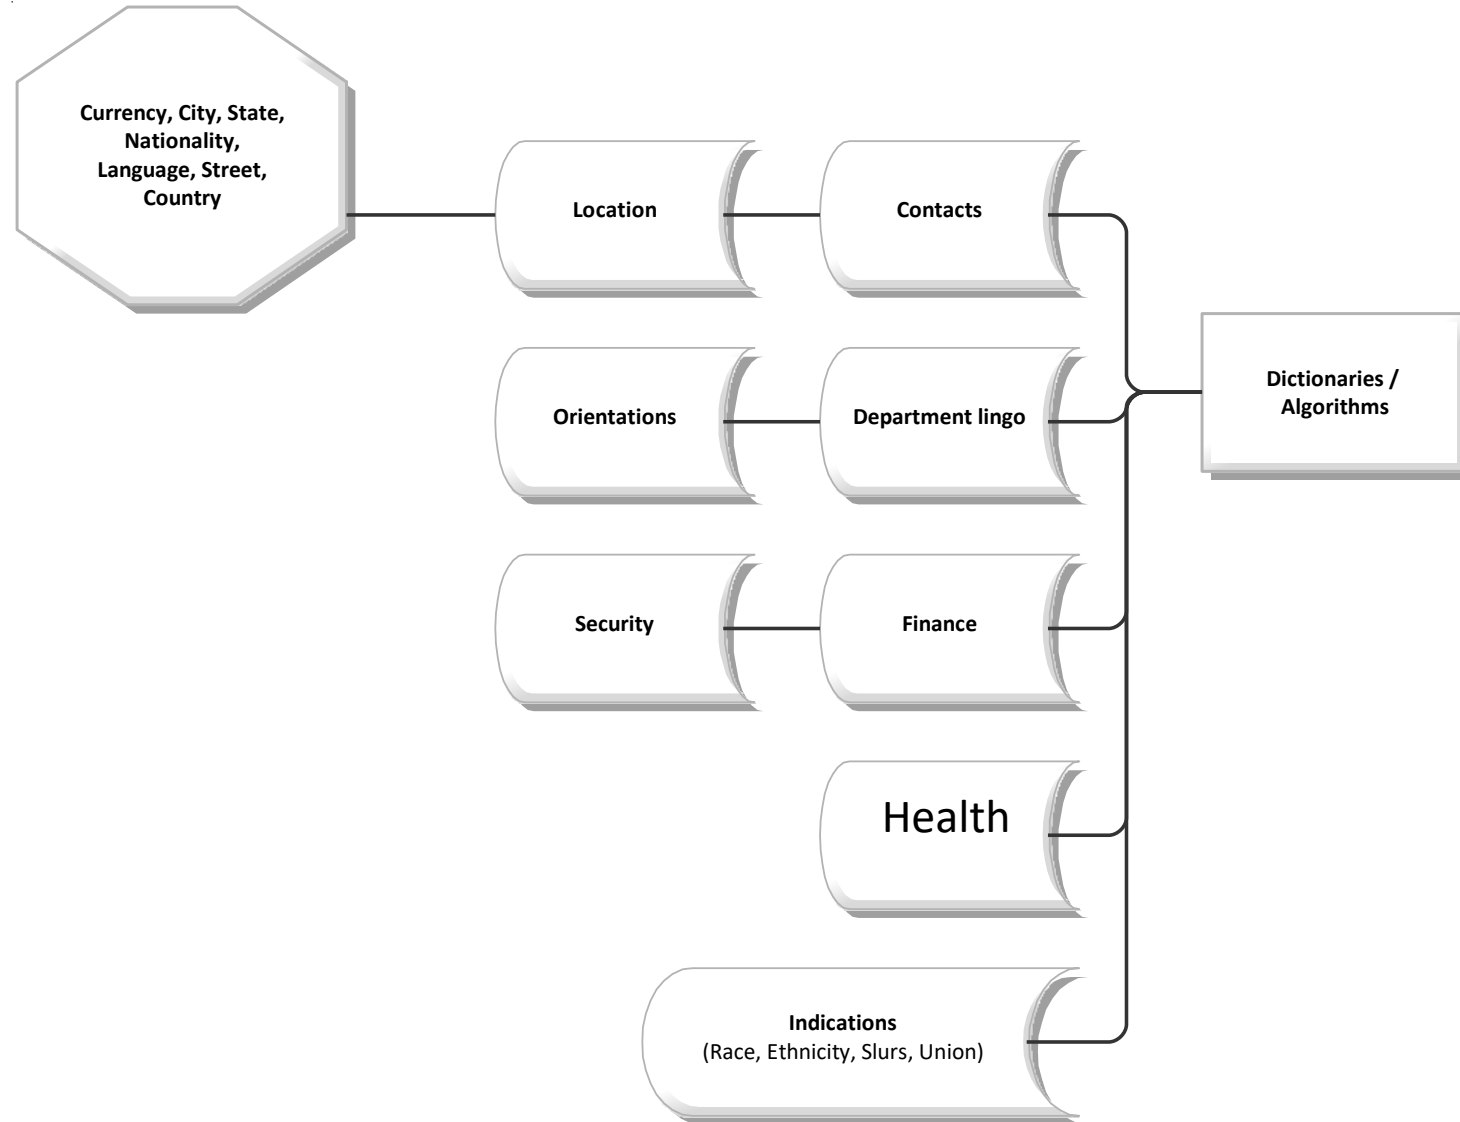 Currency, City, State,
Nationality,
Language, Street,
Country
Location
Contacts
Dictionaries /
Algorithms
Orientations
Department lingo
Security
Finance
Health
Indications
(Race, Ethnicity, Slurs, Union)